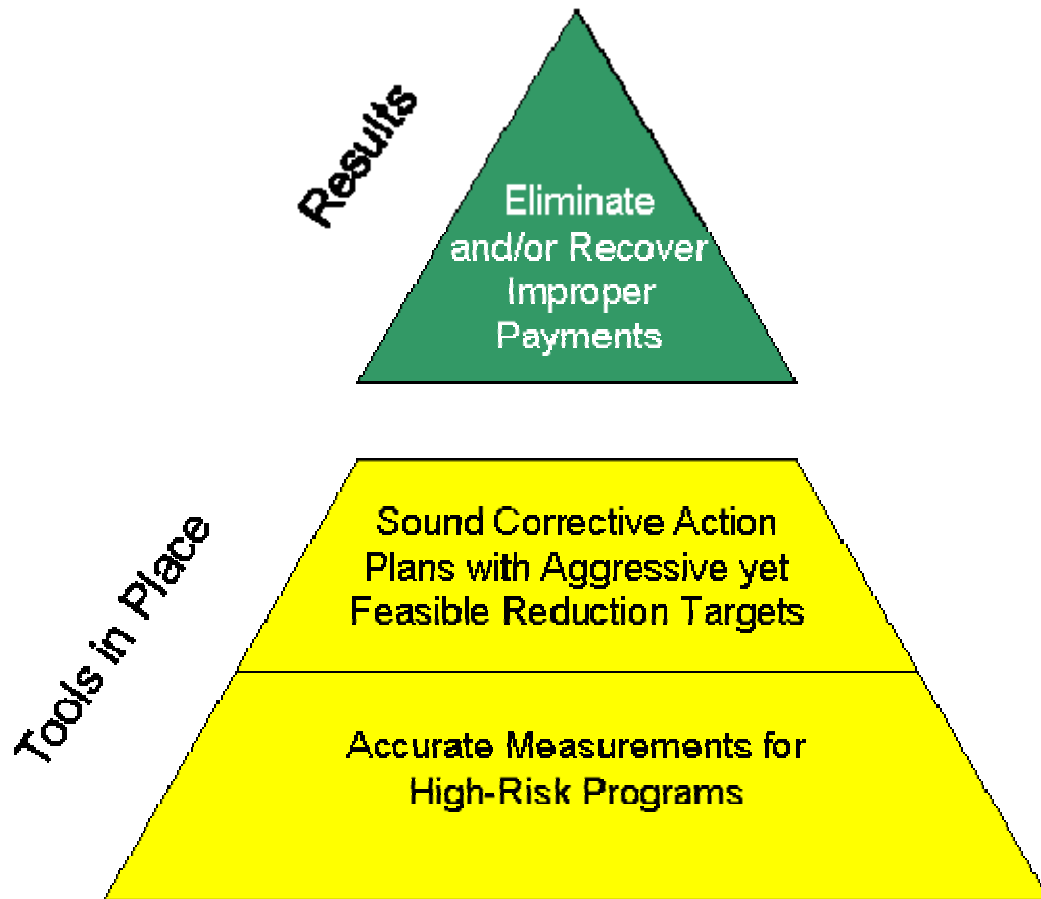 Results
Eliminate
and/or Recover
Improper
Payments
Tools in Place
Sound Corrective Action
Plans with Aggressive yet
Feasible Reduction Targets
Accurate Measurements for
High-Risk Programs